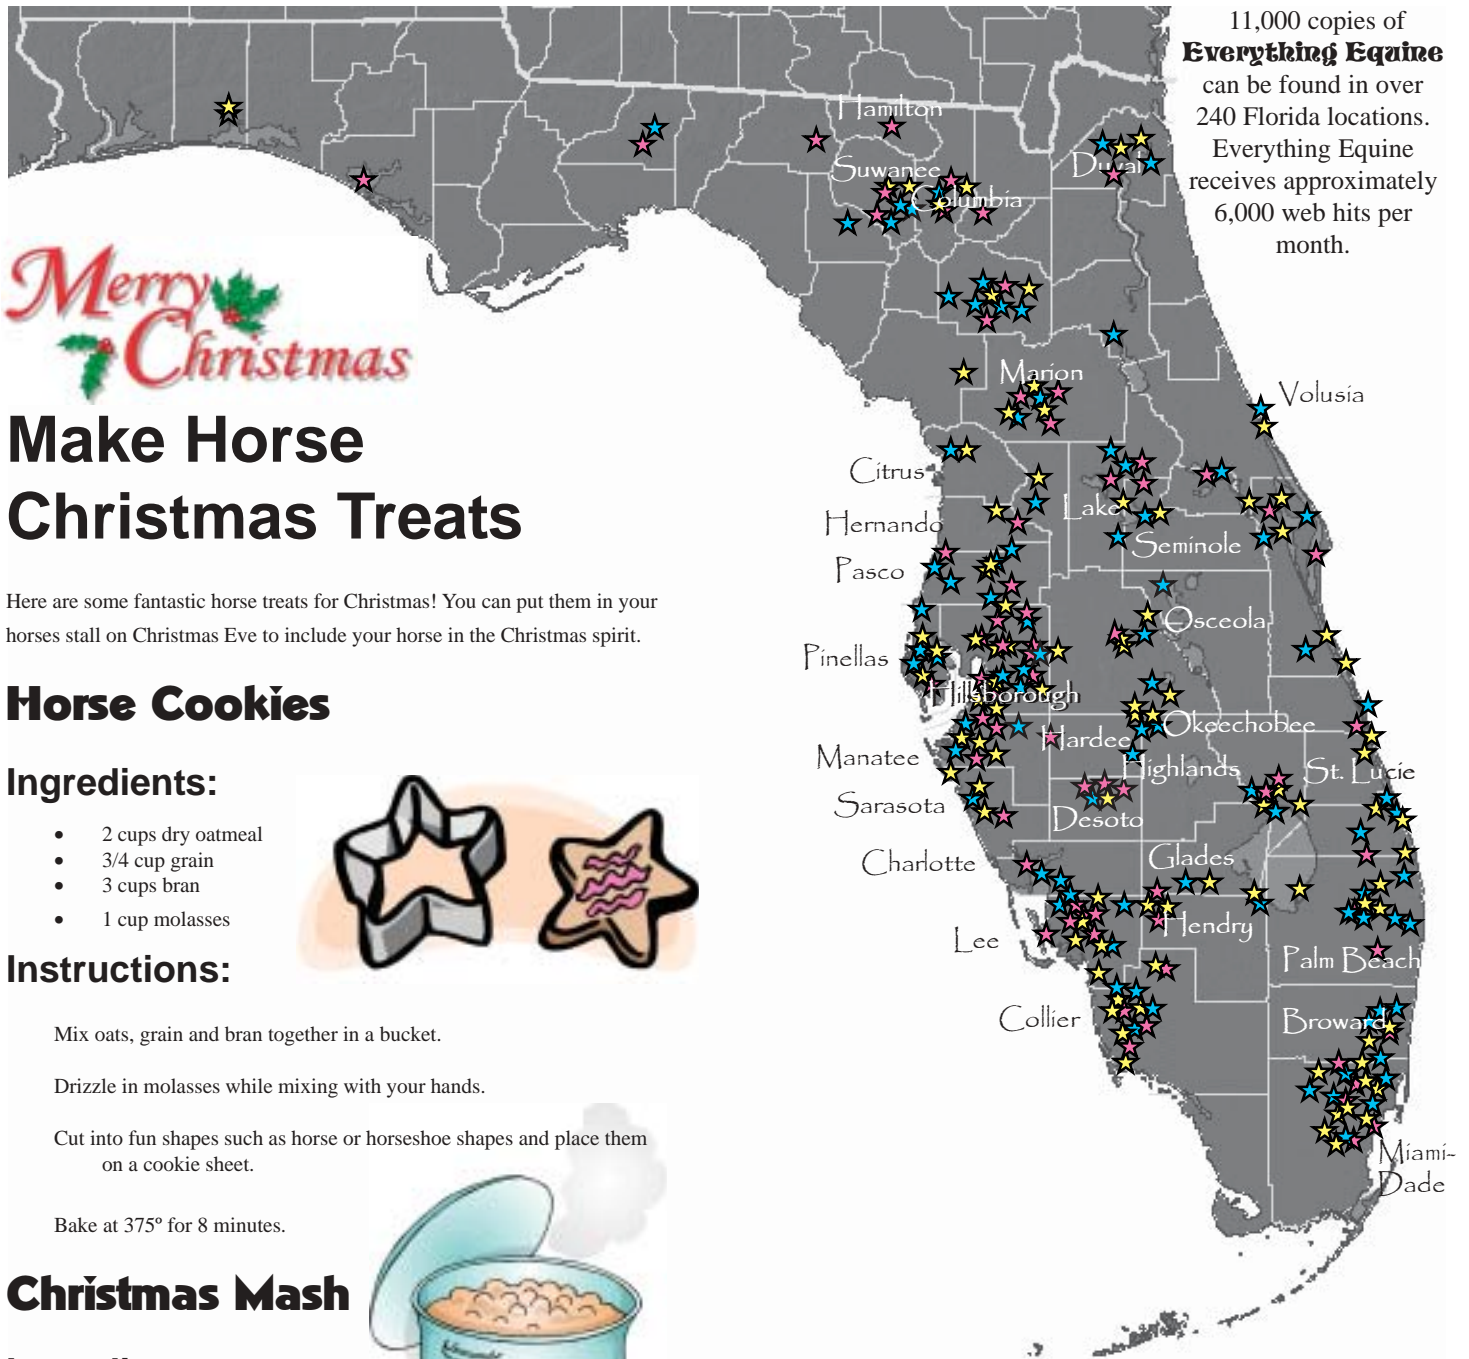 11,000 copies of
Everything Equine
can be found in over
240 Florida locations.
Everything Equine
receives approximately
6,000 web hits per
month.
Merry
Christmas
Make Horse
Christmas Treats
Here are some fantastic horse treats for Christmas! You can put them in your
horses stall on Christmas Eve to include your horse in the Christmas spirit.
Horse Cookies
Ingredients:
• 2 cups dry oatmeal
• 3/4 cup grain
• 3 cups bran
• 1 cup molasses
Instructions:
Mix oats, grain and bran together in a bucket.
Drizzle in molasses while mixing with your hands.
Cut into fun shapes such as horse or horseshoe shapes and place them
on a cookie sheet.
Bake at 375º for 8 minutes.
Christmas Mash
Hamilton
Suwanee
Columbia
Duval
Marion
Volusia
Citrus
Lake
Hernando
Seminole
Pasco
Osceola
Pinellas
Hillsborough
Okeechobee
Hardee
Manatee
Highlands
St. Lucie
Sarasota
Desoto
Charlotte
Glades
Hendry
Lee
Palm Beach
Collier
Broward
Miami-
Dade